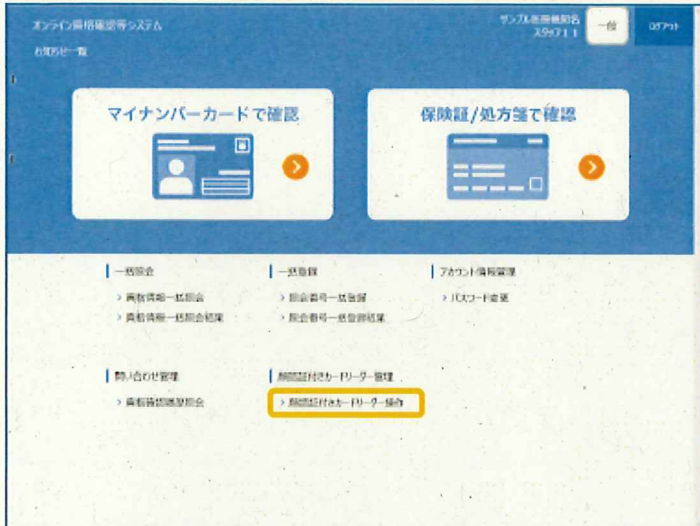 オンライン資格確認等システム
サンプル医療機関名
スタッフ１１
一般
ログアウト
お知らせ一覧
マイナンバーカードで確認
保険証/処方箋で確認
一括照会
一括登録
アカウント情報管理
> 資格情報一括照会
> 照会番号一括登録
> パスワード変更
> 資格情報一括照会結果
> 照会番号一括登録結果
問い合わせ管理
顔認証付きカードリーダー管理
> 資格確認履歴照会
> 顔認証付きカードリーダー操作